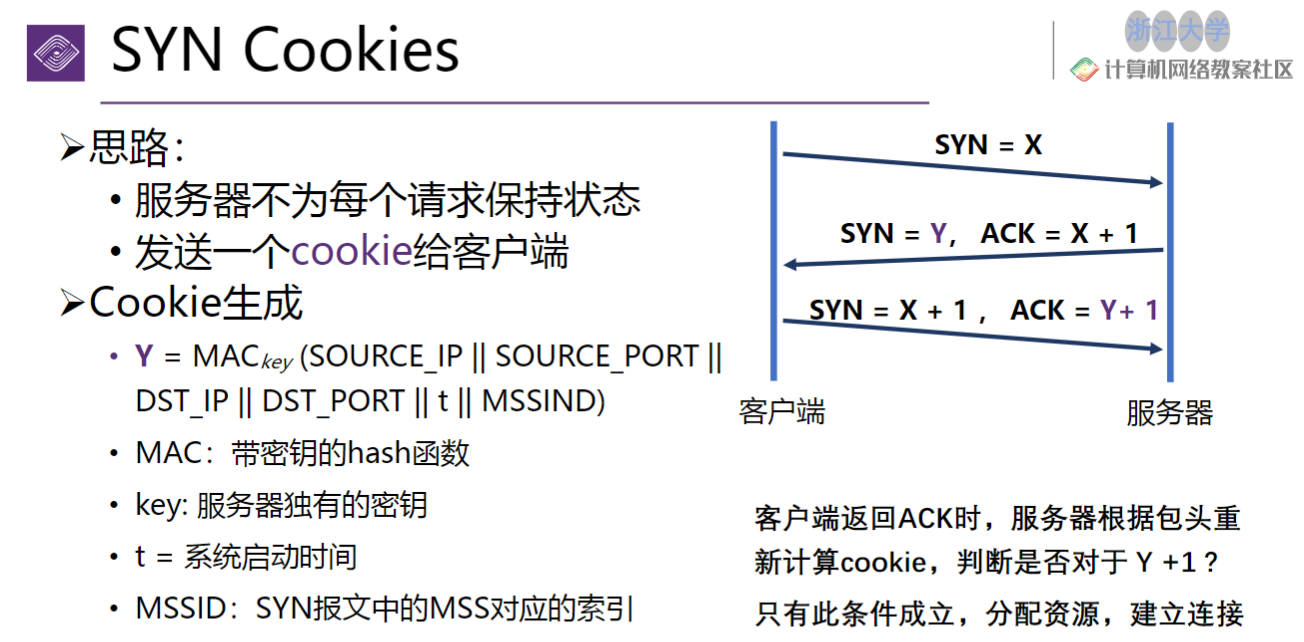 SYN Cookies
浙江大学
计算机网络教案社区
➢思路：
• 服务器不为每个请求保持状态
• 发送一个cookie给客户端
➢Cookie生成
• Y = MACkey (SOURCE_IP || SOURCE_PORT ||
DST_IP || DST_PORT || t || MSSIND)
• MAC：带密钥的hash函数
• key: 服务器独有的密钥
• t = 系统启动时间
• MSSID：SYN报文中的MSS对应的索引
SYN = X
SYN = Y， ACK = X + 1
SYN = X + 1 ， ACK = Y+ 1
客户端
服务器
客户端返回ACK时，服务器根据包头重
新计算cookie，判断是否对于 Y +1？
只有此条件成立，分配资源，建立连接